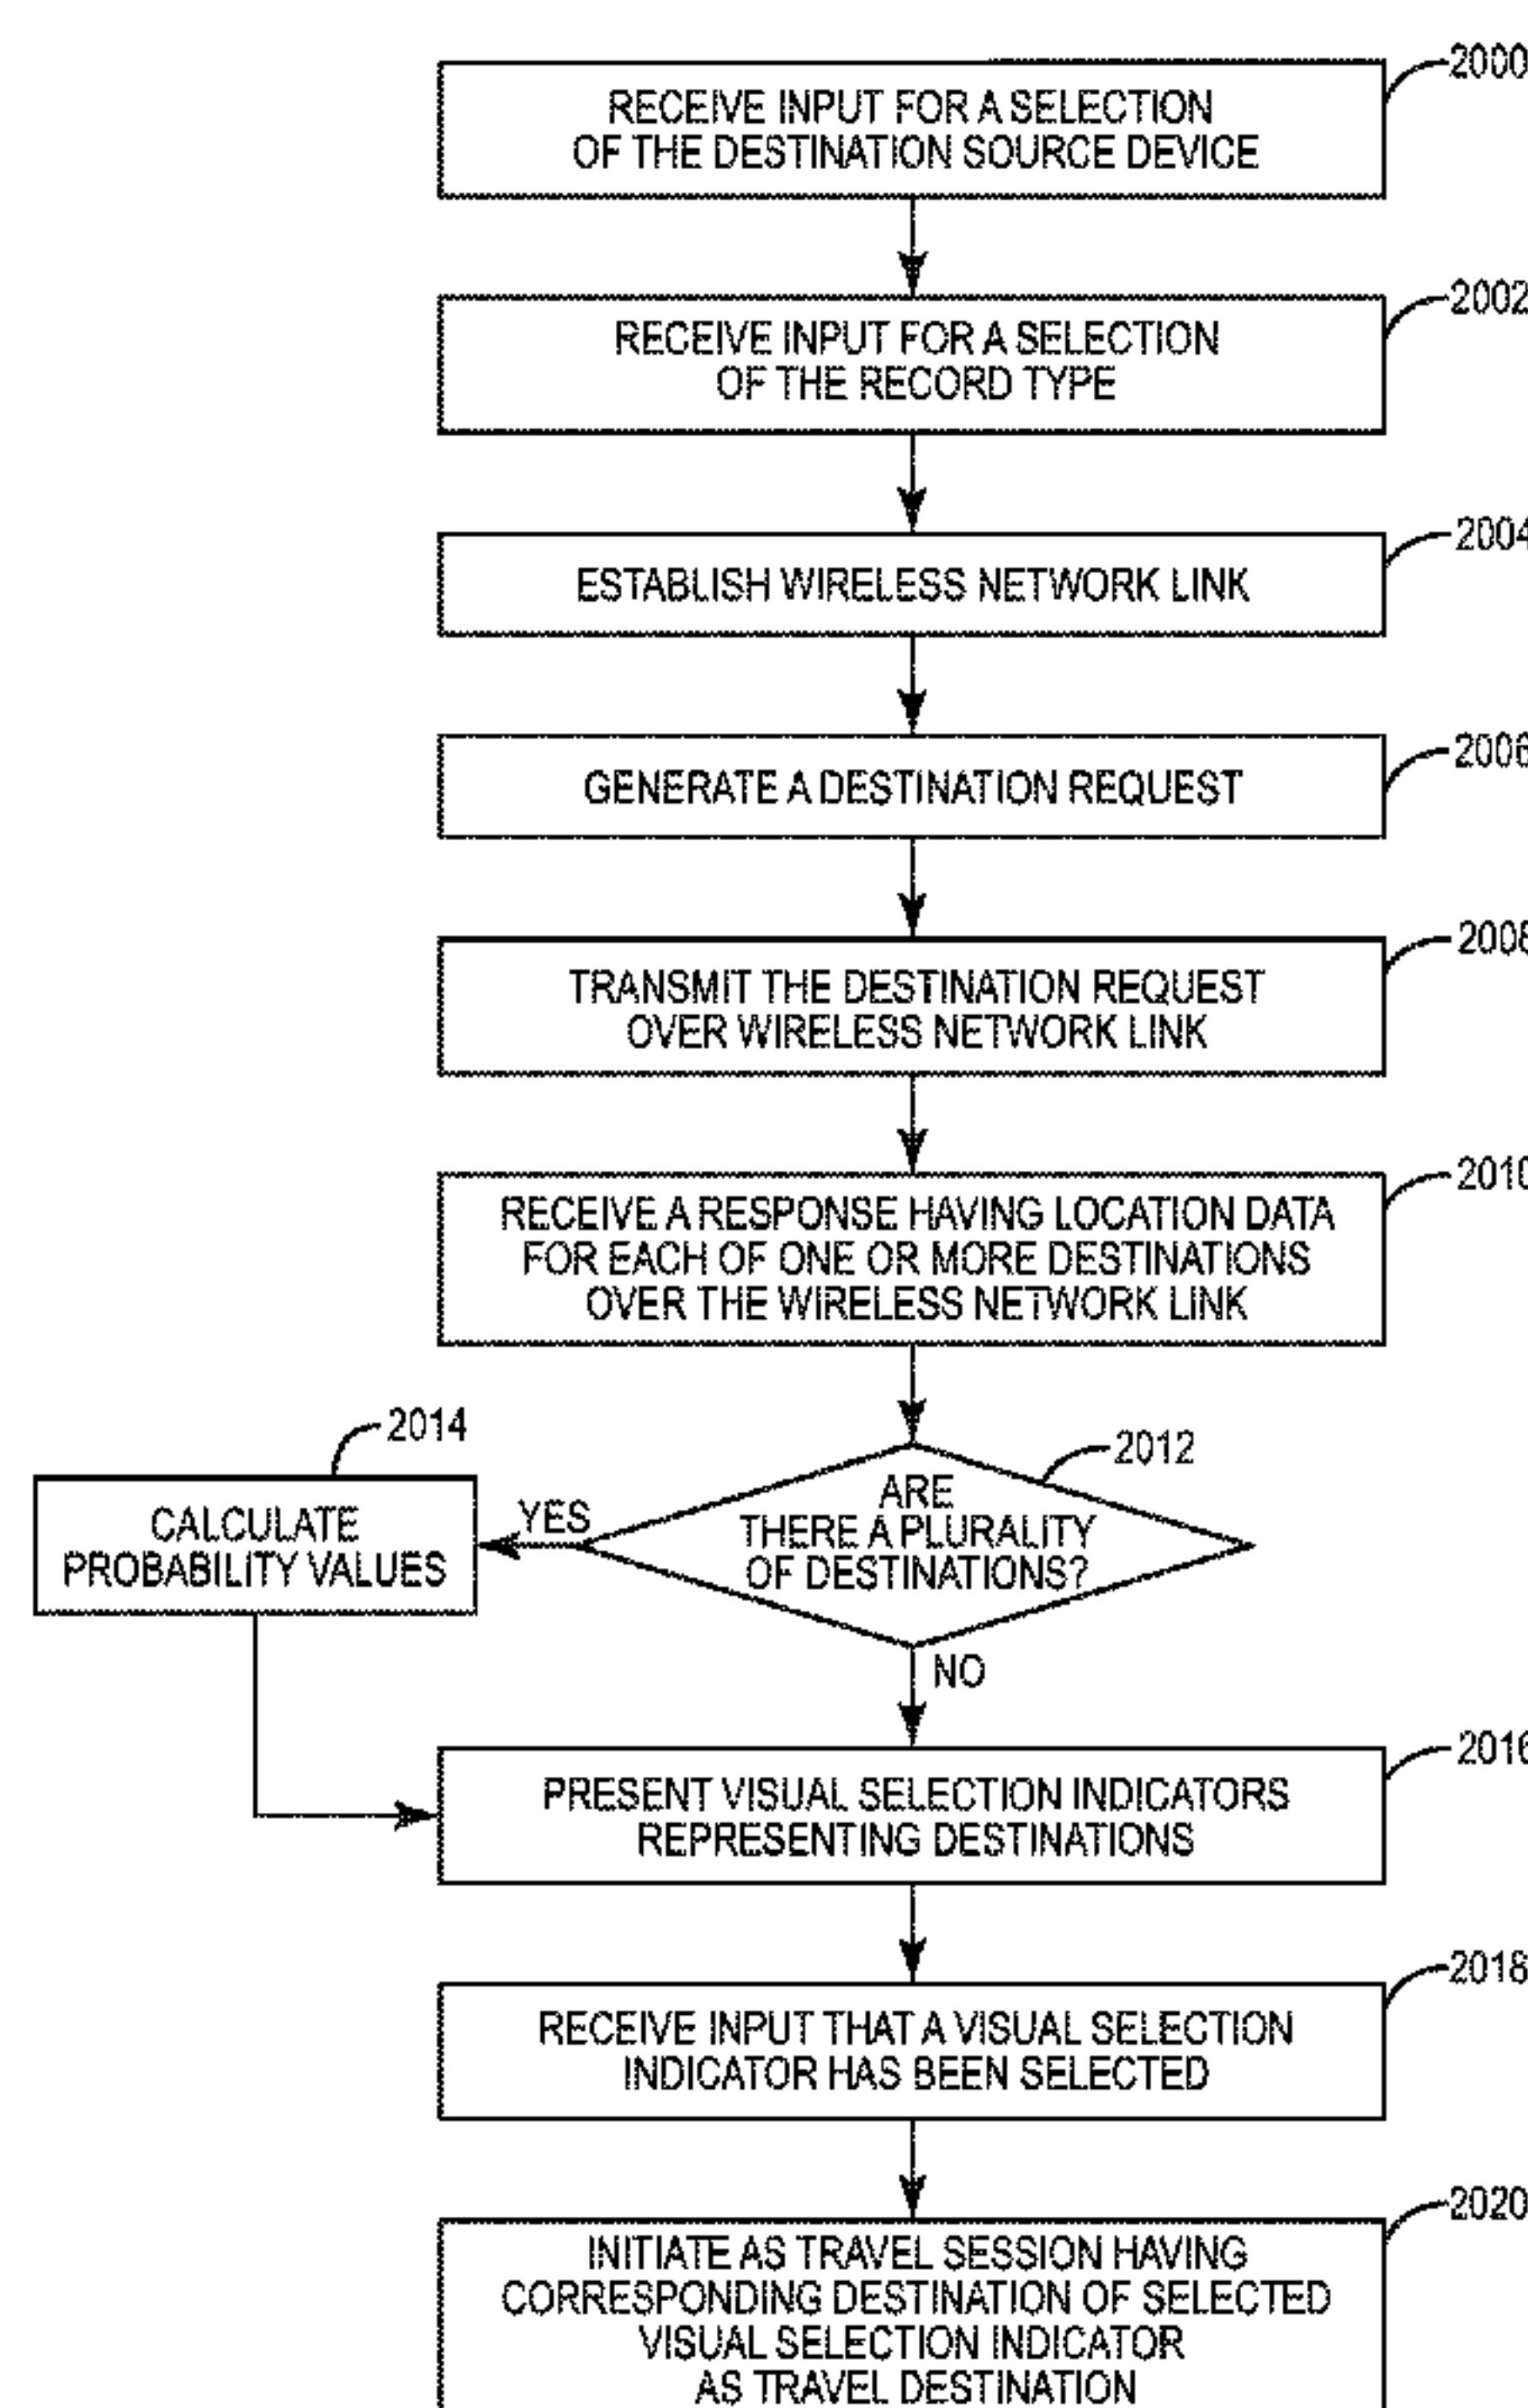 2000
RECEIVE INPUT FOR A SELECTION
OF THE DESTINATION SOURCE DEVICE
2002
RECEIVE INPUT FOR A SELECTION
OF THE RECORD TYPE
2004
ESTABLISH WIRELESS NETWORK LINK
2006
GENERATE A DESTINATION REQUEST
2008
TRANSMIT THE DESTINATION REQUEST
OVER WIRELESS NETWORK LINK
2010
RECEIVE A RESPONSE HAVING LOCATION DATA
FOR EACH OF ONE OR MORE DESTINATIONS
OVER THE WIRELESS NETWORK LINK
2014
2012
CALCULATE
PROBABILITY VALUES
YES
ARE
THERE A PLURALITY
OF DESTINATIONS?
NO
2016
PRESENT VISUAL SELECTION INDICATORS
REPRESENTING DESTINATIONS
2018
RECEIVE INPUT THAT A VISUAL SELECTION
INDICATOR HAS BEEN SELECTED
2020
INITIATE AS TRAVEL SESSION HAVING
CORRESPONDING DESTINATION OF SELECTED
VISUAL SELECTION INDICATOR
AS TRAVEL DESTINATION